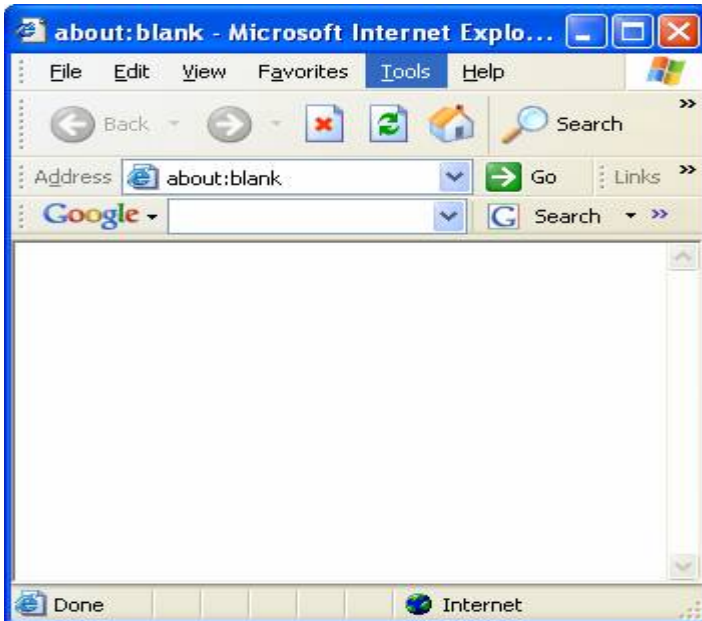 about:blank - Microsoft Internet Explo...
File Edit View Favorites Tools Help
Back Search »
Address about:blank Go Links »
Google G Search »
Done Internet